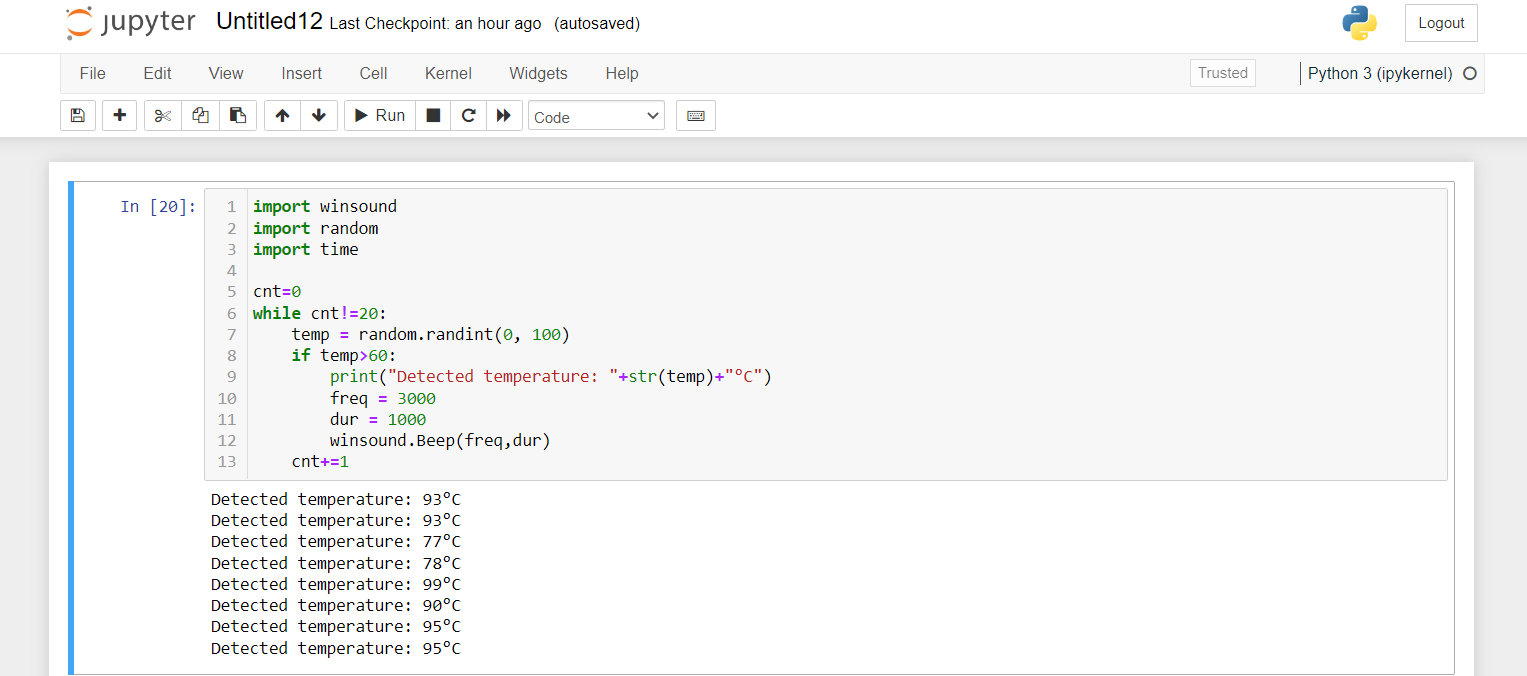 jupyter Untitled12 Last Checkpoint: an hour ago (autosaved) Logout
File Edit View Insert Cell Kernel Widgets Help Trusted Python 3 (ipykernel)
Run Code
In [20]:
1 import winsound
2 import random
3 import time
4
5 cnt=0
6 while cnt!=20:
7     temp = random.randint(0, 100)
8     if temp>60:
9         print("Detected temperature: "+str(temp)+"°C")
10         freq = 3000
11         dur = 1000
12         winsound.Beep(freq,dur)
13     cnt+=1
Detected temperature: 93°C
Detected temperature: 93°C
Detected temperature: 77°C
Detected temperature: 78°C
Detected temperature: 99°C
Detected temperature: 90°C
Detected temperature: 95°C
Detected temperature: 95°C